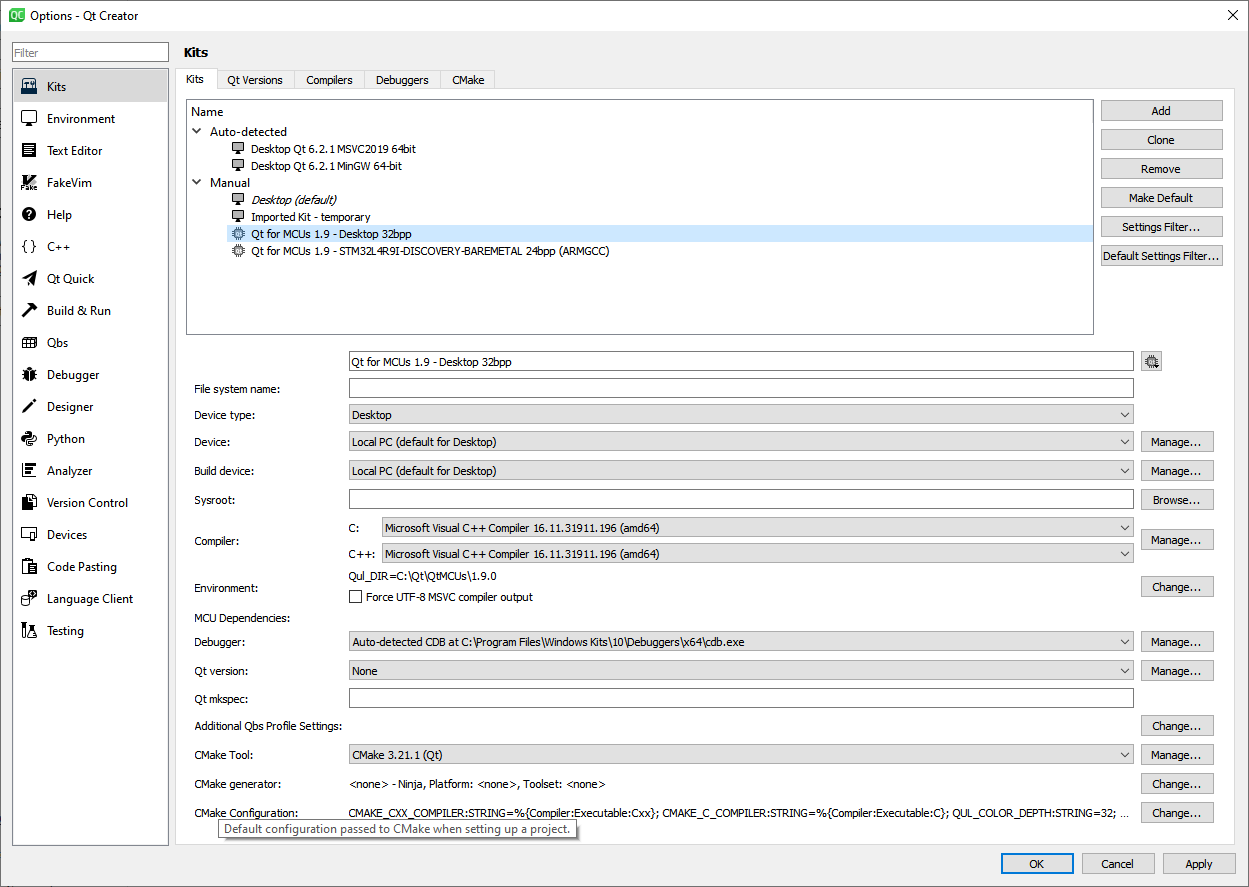 Options - Qt Creator
Filter
Kits
Environment
Text Editor
FakeVim
Help
C++
Qt Quick
Build & Run
Qbs
Debugger
Designer
Python
Analyzer
Version Control
Devices
Code Pasting
Language Client
Testing
Kits
Kits Qt Versions Compilers Debuggers CMake
Name
Auto-detected
Desktop Qt 6.2.1 MSVC2019 64bit
Desktop Qt 6.2.1 MinGW 64-bit
Manual
Desktop (default)
Imported Kit - temporary
Qt for MCUs 1.9 - Desktop 32bpp
Qt for MCUs 1.9 - STM32L4R9I-DISCOVERY-BAREMETAL 24bpp (ARMGCC)
Add
Clone
Remove
Make Default
Settings Filter...
Default Settings Filter...
Qt for MCUs 1.9 - Desktop 32bpp
File system name:
Device type: Desktop
Device: Local PC (default for Desktop) Manage...
Build device: Local PC (default for Desktop) Manage...
Sysroot: Browse...
Compiler: Manage...
C: Microsoft Visual C++ Compiler 16.11.31911.196 (amd64)
C++: Microsoft Visual C++ Compiler 16.11.31911.196 (amd64)
Environment: Change...
Qul_DIR=C:\Qt\QtMCUs\1.9.0
Force UTF-8 MSVC compiler output
MCU Dependencies:
Debugger: Auto-detected CDB at C:\Program Files\Windows Kits\10\Debuggers\x64\cdb.exe Manage...
Qt version: None Manage...
Qt mkspec:
Additional Qbs Profile Settings: Change...
CMake Tool: CMake 3.21.1 (Qt) Manage...
CMake generator: <none> - Ninja, Platform: <none>, Toolset: <none> Change...
CMake Configuration: CMAKE_CXX_COMPILER:STRING=%{Compiler:Executable:Cxx}; CMAKE_C_COMPILER:STRING=%{Compiler:Executable:C}; QUL_COLOR_DEPTH:STRING=32; ... Change...
Default configuration passed to CMake when setting up a project.
OK Cancel Apply